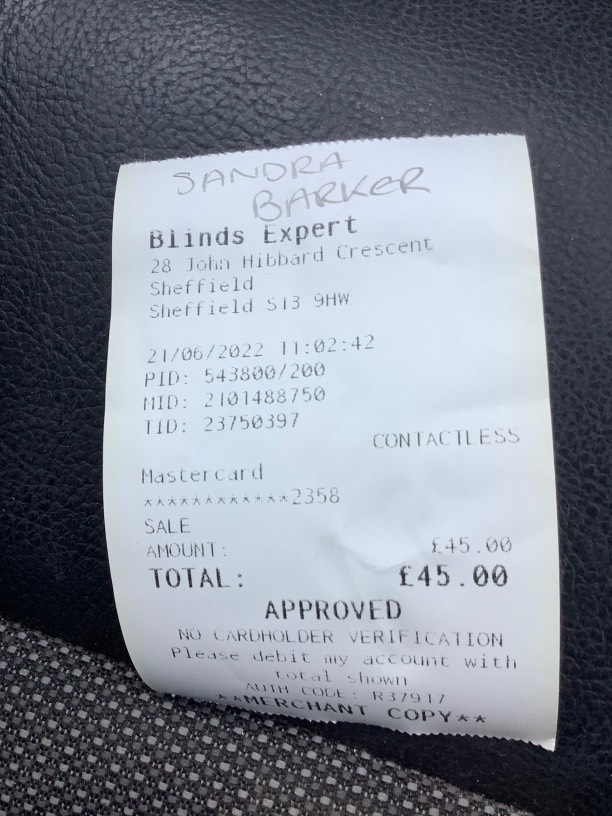 SANDRA
BARKER
Blinds Expert
28 John Hibbard Crescent
Sheffield
Sheffield S13 9HW
21/06/2022 11:02:42
PID: 543800/200
MID: 2101488750
TID: 23750397
CONTACTLESS
Mastercard
************2358
SALE
AMOUNT: £45.00
TOTAL: £45.00
APPROVED
NO CARDHOLDER VERIFICATION
Please debit my account with
total shown
AUTH CODE: R37917
**MERCHANT COPY**